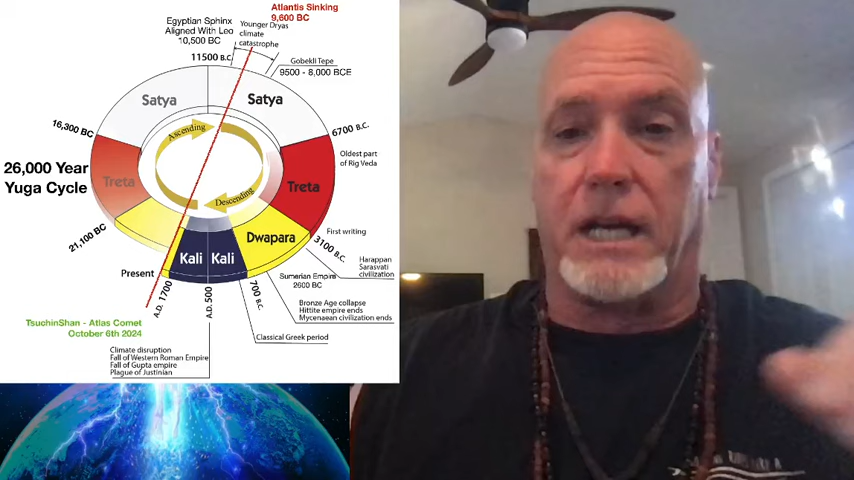 Atlantis Sinking
9,600 BC
Egyptian Sphinx
Aligned With Leo
10,500 BC
Younger Dryas
climate
catastrophe
11500 B.C.
Gobekli Tepe
9500 - 8,000 BCE
Satya
Satya
16,300 BC
6700 B.C.
Ascending
Oldest part
of Rig Veda
26,000 Year
Yuga Cycle
Treta
Treta
Descending
21,100 BC
First writing
Dwapara
3100 B.C.
Kali
Kali
Harappan
Sarasvati
civilization
Present
Sumerian Empire
2600 BC
A.D. 1700
A.D. 500
700 B.C.
Bronze Age collapse
Hittite empire ends
Mycenaean civilization ends
TsuchinShan - Atlas Comet
October 6th 2024
Classical Greek period
Climate disruption
Fall of Western Roman Empire
Fall of Gupta empire
Plague of Justinian